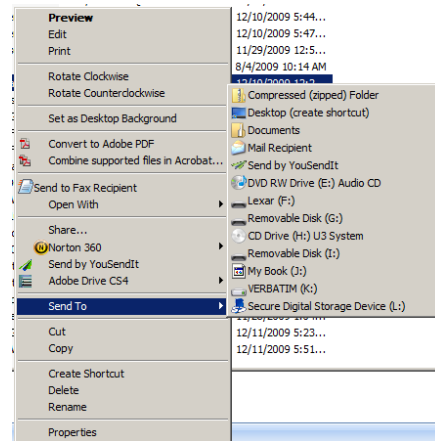 Preview
Edit
Print
Rotate Clockwise
Rotate Counterclockwise
Set as Desktop Background
Convert to Adobe PDF
Combine supported files in Acrobat...
Send to Fax Recipient
Open With
Share...
Norton 360
Send by YouSendIt
Adobe Drive CS4
Send To
Cut
Copy
Create Shortcut
Delete
Rename
Properties
12/10/2009 5:44...
12/10/2009 5:47...
11/29/2009 12:5...
8/4/2009 10:14 AM
12/10/2009 12:2...
Compressed (zipped) Folder
Desktop (create shortcut)
Documents
Mail Recipient
Send by YouSendIt
DVD RW Drive (E:) Audio CD
Lexar (F:)
Removable Disk (G:)
CD Drive (H:) U3 System
Removable Disk (I:)
My Book (J:)
VERBATIM (K:)
Secure Digital Storage Device (L:)
12/11/2009 5:23...
12/11/2009 5:51...